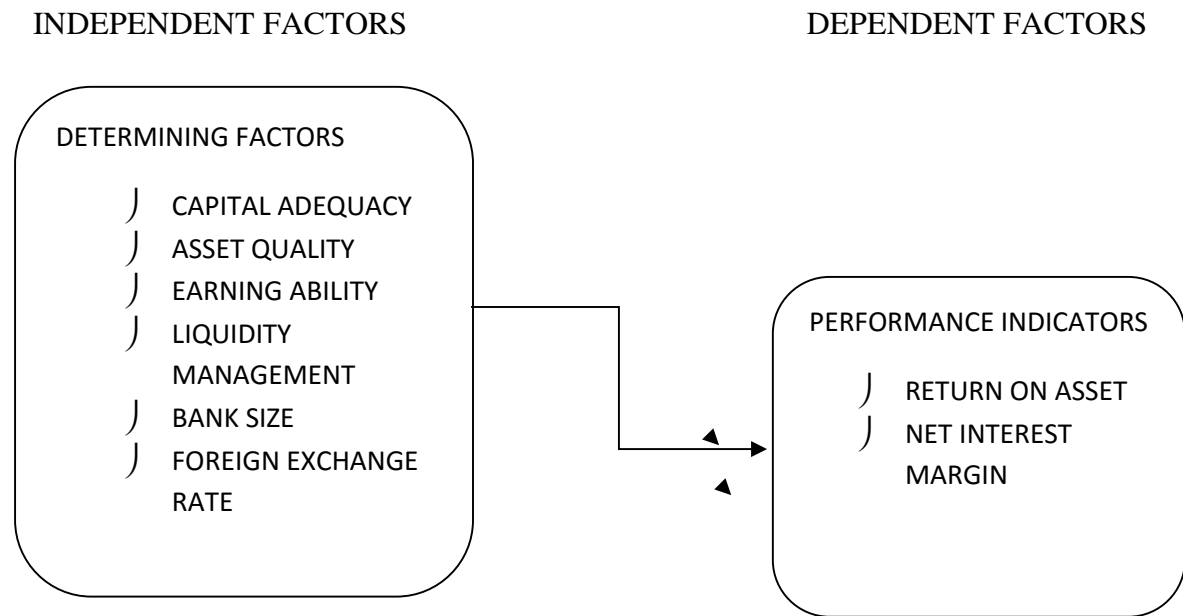 INDEPENDENT FACTORS
DEPENDENT FACTORS
DETERMINING FACTORS
CAPITAL ADEQUACY
ASSET QUALITY
EARNING ABILITY
LIQUIDITY
MANAGEMENT
BANK SIZE
FOREIGN EXCHANGE
RATE
PERFORMANCE INDICATORS
RETURN ON ASSET
NET INTEREST
MARGIN